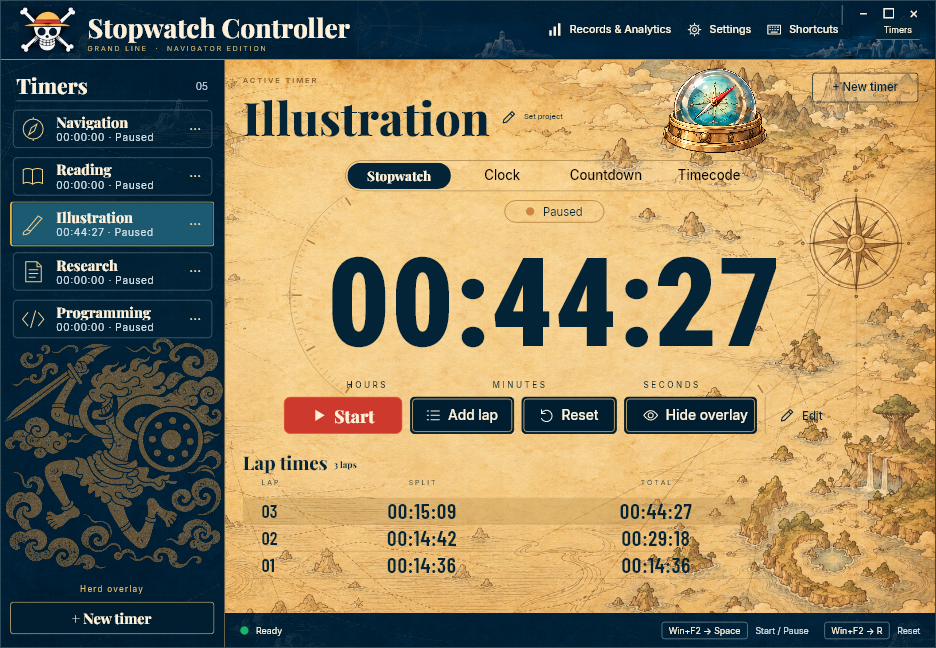 Stopwatch Controller
GRAND LINE · NAVIGATOR EDITION
Records & Analytics
Settings
Shortcuts
Timers
Timers 05
Navigation
00:00:00 · Paused
Reading
00:00:00 · Paused
Illustration
00:44:27 · Paused
Research
00:00:00 · Paused
Programming
00:00:00 · Paused
Herd overlay
+ New timer
ACTIVE TIMER
+ New timer
Illustration
Set project
Stopwatch Clock Countdown Timecode
Paused
00:44:27
HOURS MINUTES SECONDS
Start Add lap Reset Hide overlay Edit
Lap times 3 laps
LAP SPLIT TOTAL
03 00:15:09 00:44:27
02 00:14:42 00:29:18
01 00:14:36 00:14:36
Ready
Win+F2 → Space Start / Pause Win+F2 → R Reset